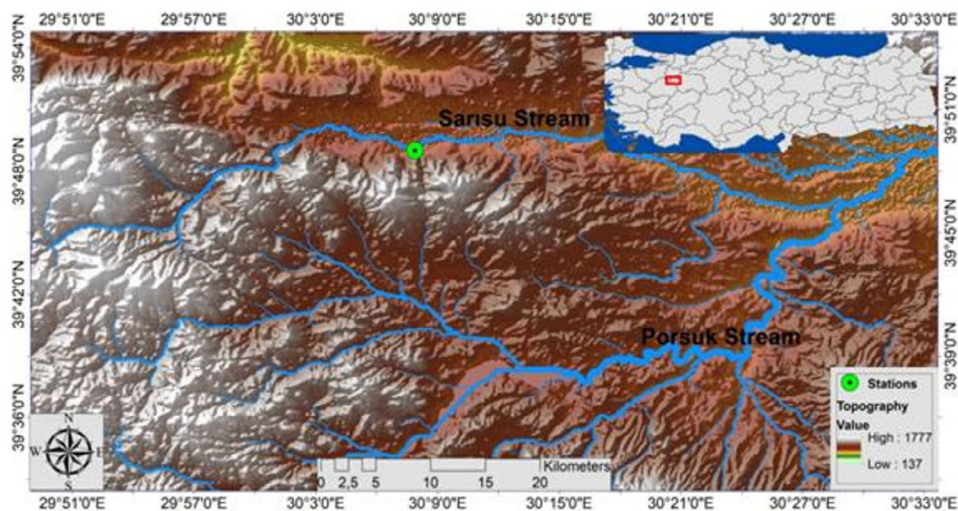 29°51'0"E 29°57'0"E 30°3'0"E 30°9'0"E 30°15'0"E 30°21'0"E 30°27'0"E 30°33'0"E
39°54'0"N
39°51'0"N
Sarısu Stream
39°48'0"N
39°45'0"N
39°42'0"N
Porsuk Stream
39°39'0"N
39°36'0"N
Stations
Topography
Value
High : 1777
Low : 137
N
W E
S
Kilometers
0 2,5 5 10 15 20
29°51'0"E 29°57'0"E 30°3'0"E 30°9'0"E 30°15'0"E 30°21'0"E 30°27'0"E 30°33'0"E